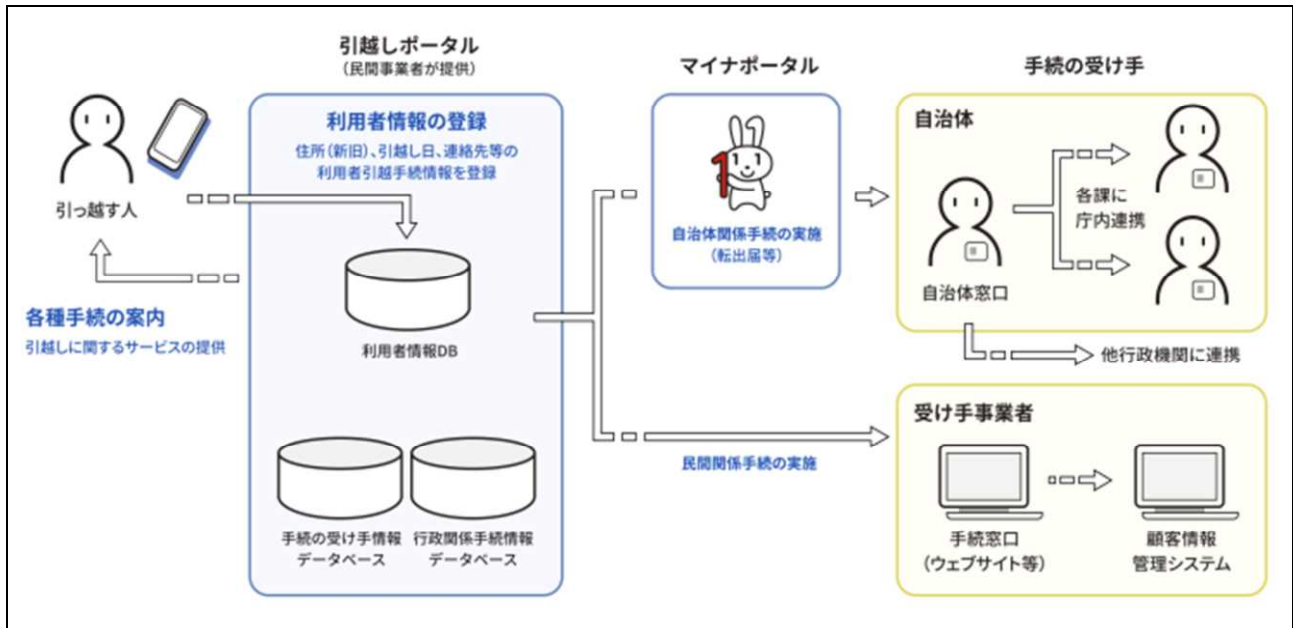 引越しポータル
（民間事業者が提供）
マイナポータル
手続の受け手
利用者情報の登録
住所（新旧）、引越し日、連絡先等の
利用者引越手続情報を登録
引っ越す人
各種手続の案内
引越しに関するサービスの提供
利用者情報DB
手続の受け手情報
データベース
行政関係手続情報
データベース
自治体関係手続の実施
（転出届等）
民間関係手続の実施
自治体
自治体窓口
各課に
庁内連携
他行政機関に連携
受け手事業者
手続窓口
（ウェブサイト等）
顧客情報
管理システム